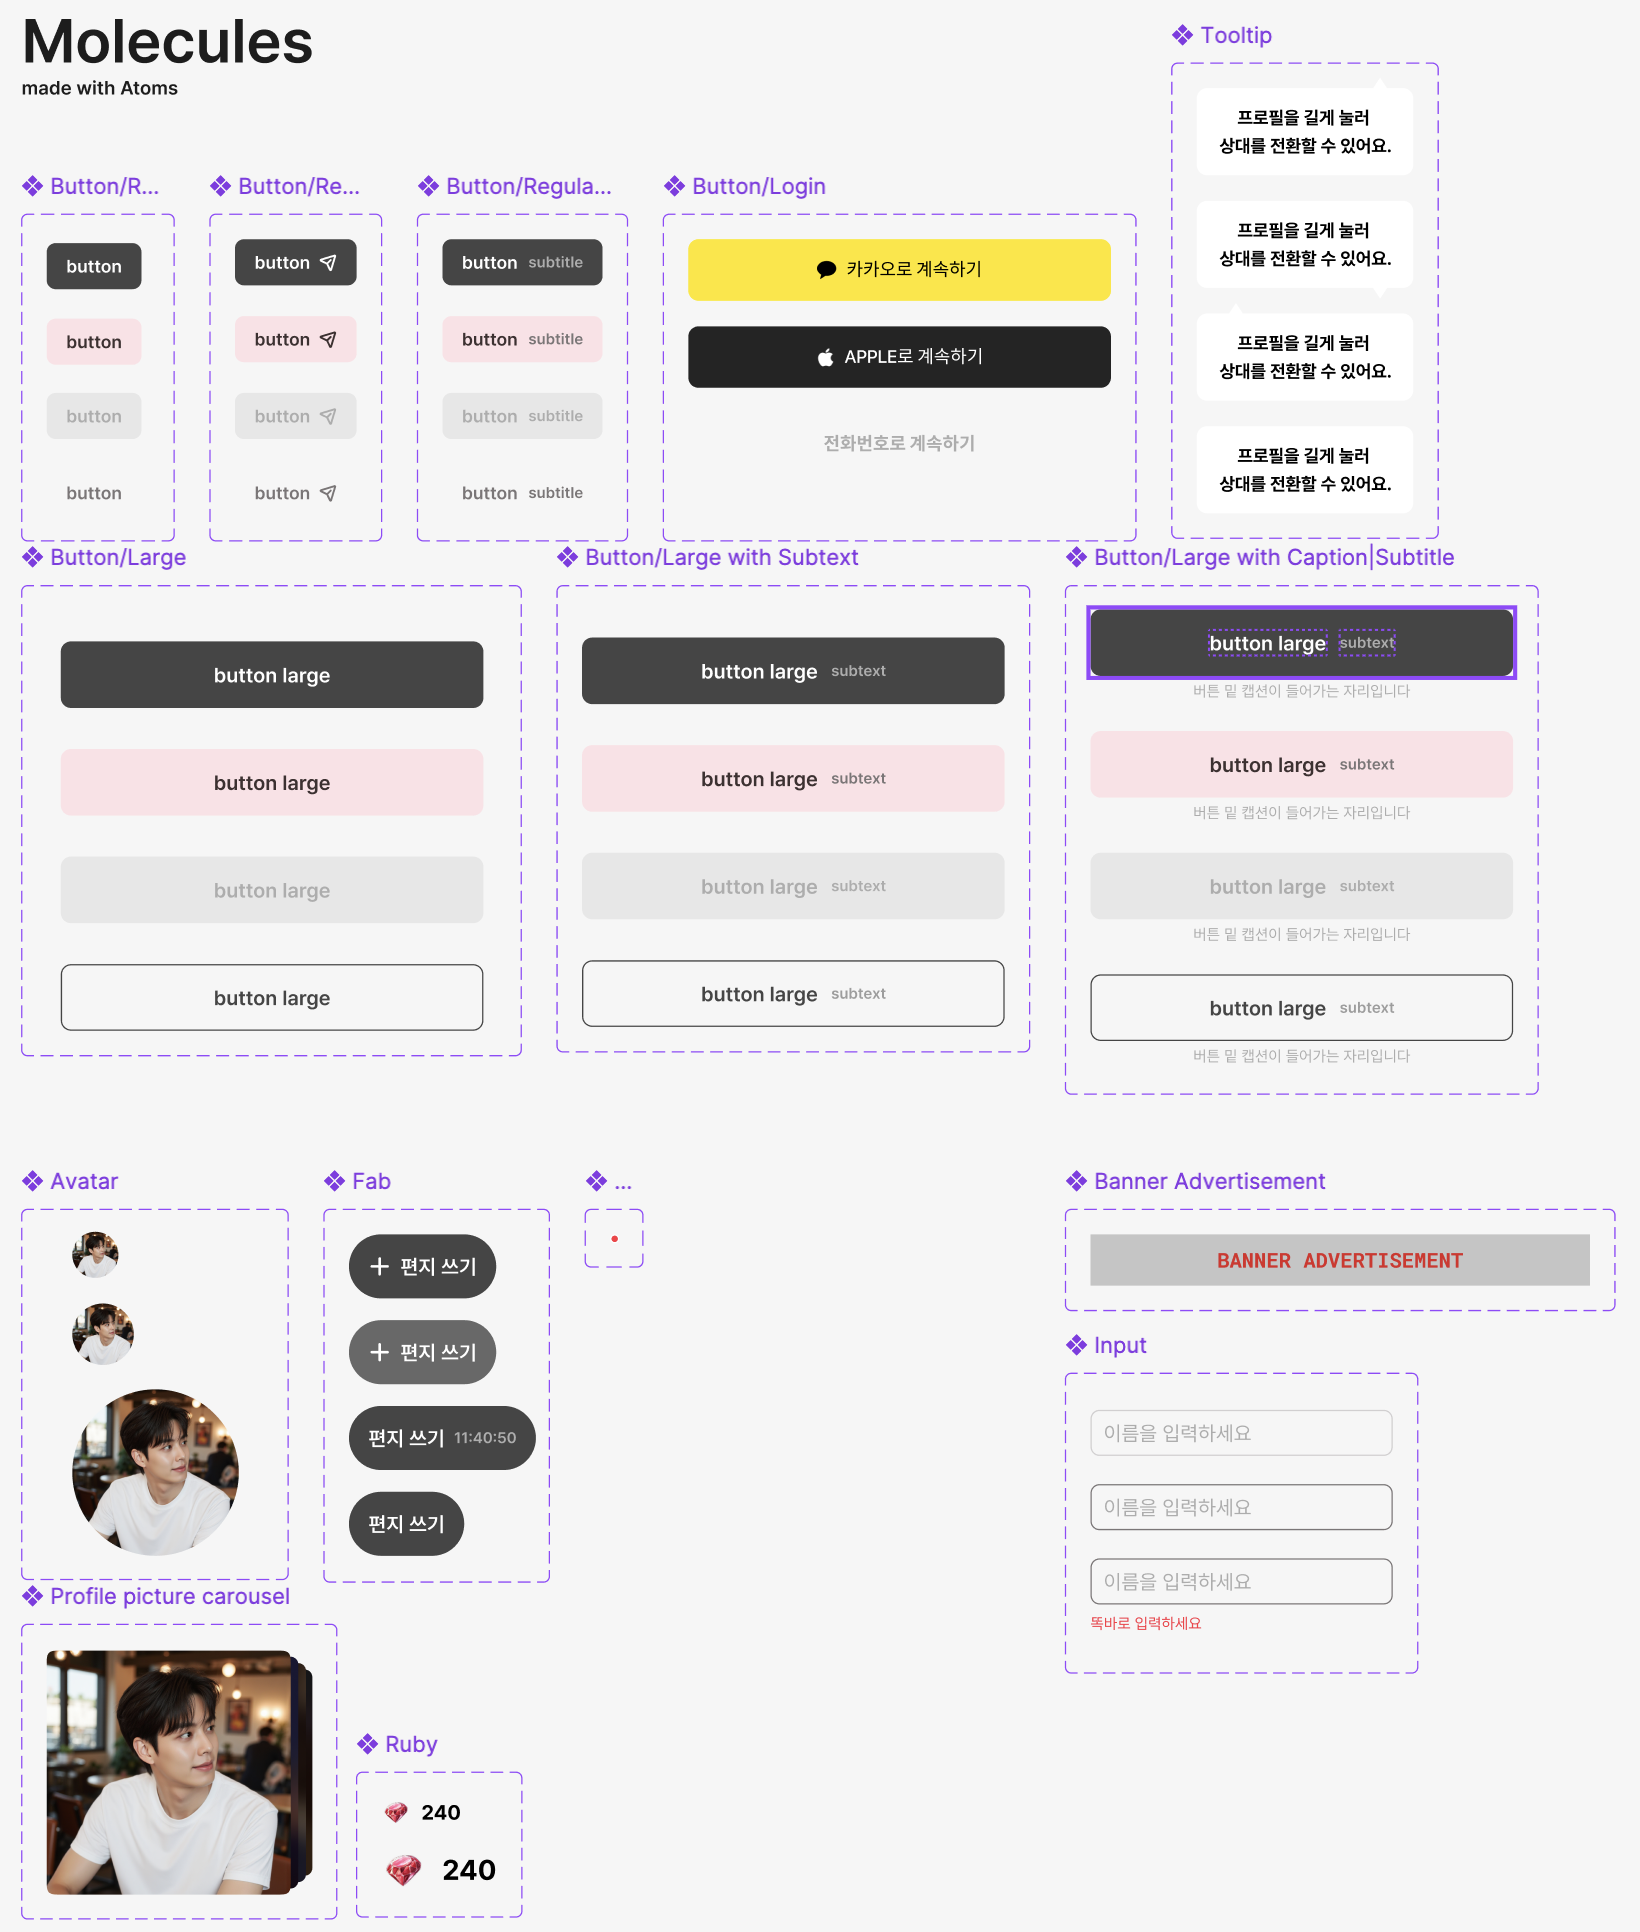 Molecules
made with Atoms
Tooltip
프로필을 길게 눌러
상대를 전환할 수 있어요.
프로필을 길게 눌러
상대를 전환할 수 있어요.
프로필을 길게 눌러
상대를 전환할 수 있어요.
프로필을 길게 눌러
상대를 전환할 수 있어요.
Button/R...
button
button
button
button
Button/Re...
button
button
button
button
Button/Regula...
button subtitle
button subtitle
button subtitle
button subtitle
Button/Login
카카오로 계속하기
APPLE로 계속하기
전화번호로 계속하기
Button/Large
button large
button large
button large
button large
Button/Large with Subtext
button large subtext
button large subtext
button large subtext
button large subtext
Button/Large with Caption|Subtitle
button large subtext
버튼 밑 캡션이 들어가는 자리입니다
button large subtext
버튼 밑 캡션이 들어가는 자리입니다
button large subtext
버튼 밑 캡션이 들어가는 자리입니다
button large subtext
버튼 밑 캡션이 들어가는 자리입니다
Avatar
Fab
편지 쓰기
편지 쓰기
편지 쓰기 11:40:50
편지 쓰기
...
Banner Advertisement
BANNER ADVERTISEMENT
Input
이름을 입력하세요
이름을 입력하세요
이름을 입력하세요
똑바로 입력하세요
Profile picture carousel
Ruby
240
240